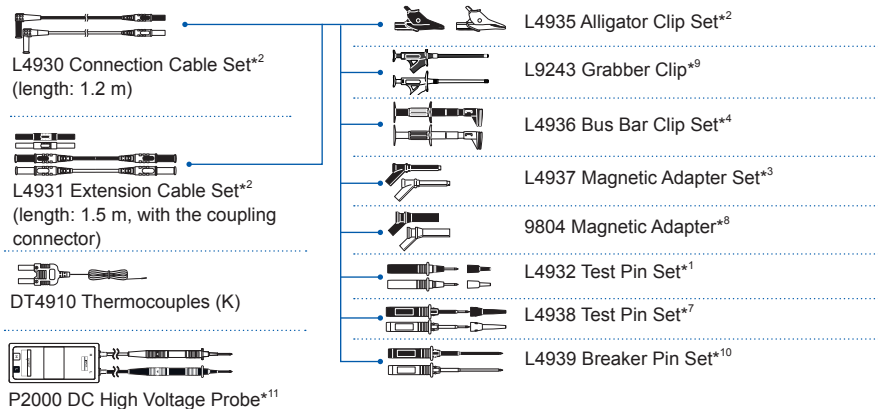 L4930 Connection Cable Set*2
(length: 1.2 m)
L4931 Extension Cable Set*2
(length: 1.5 m, with the coupling
connector)
DT4910 Thermocouples (K)
P2000 DC High Voltage Probe*11
L4935 Alligator Clip Set*2
L9243 Grabber Clip*9
L4936 Bus Bar Clip Set*4
L4937 Magnetic Adapter Set*3
9804 Magnetic Adapter*8
L4932 Test Pin Set*1
L4938 Test Pin Set*7
L4939 Breaker Pin Set*10